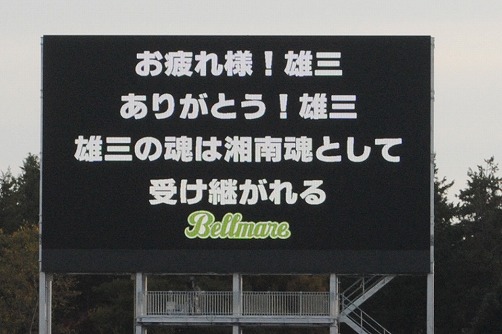 お疲れ様！雄三
ありがとう！雄三
雄三の魂は湘南魂として
受け継がれる
Bellmare